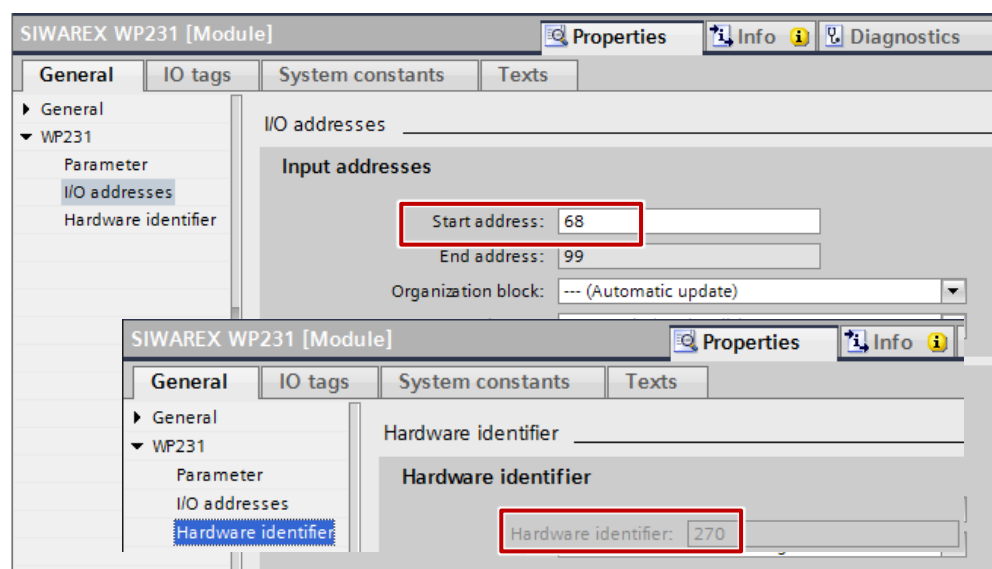 SIWAREX WP231 [Module] Properties Info Diagnostics
General IO tags System constants Texts
General
WP231
Parameter
I/O addresses
Hardware identifier
I/O addresses
Input addresses
Start address: 68
End address: 99
Organization block: --- (Automatic update)
SIWAREX WP231 [Module] Properties Info
General IO tags System constants Texts
General
WP231
Parameter
I/O addresses
Hardware identifier
Hardware identifier
Hardware identifier
Hardware identifier: 270